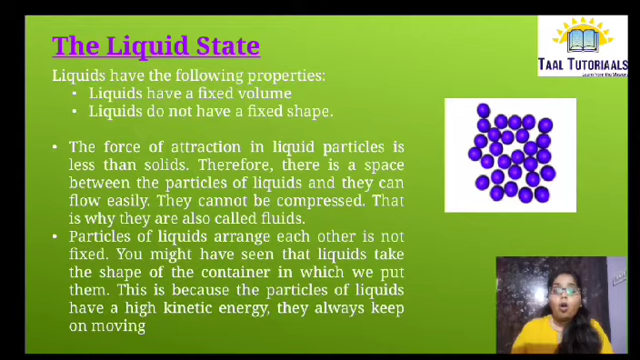 The Liquid State
Liquids have the following properties:
• Liquids have a fixed volume
• Liquids do not have a fixed shape.
• The force of attraction in liquid particles is
less than solids. Therefore, there is a space
between the particles of liquids and they can
flow easily. They cannot be compressed. That
is why they are also called fluids.
• Particles of liquids arrange each other is not
fixed. You might have seen that liquids take
the shape of the container in which we put
them. This is because the particles of liquids
have a high kinetic energy, they always keep
on moving
TAAL TUTORIAALS
Learn from the Masters